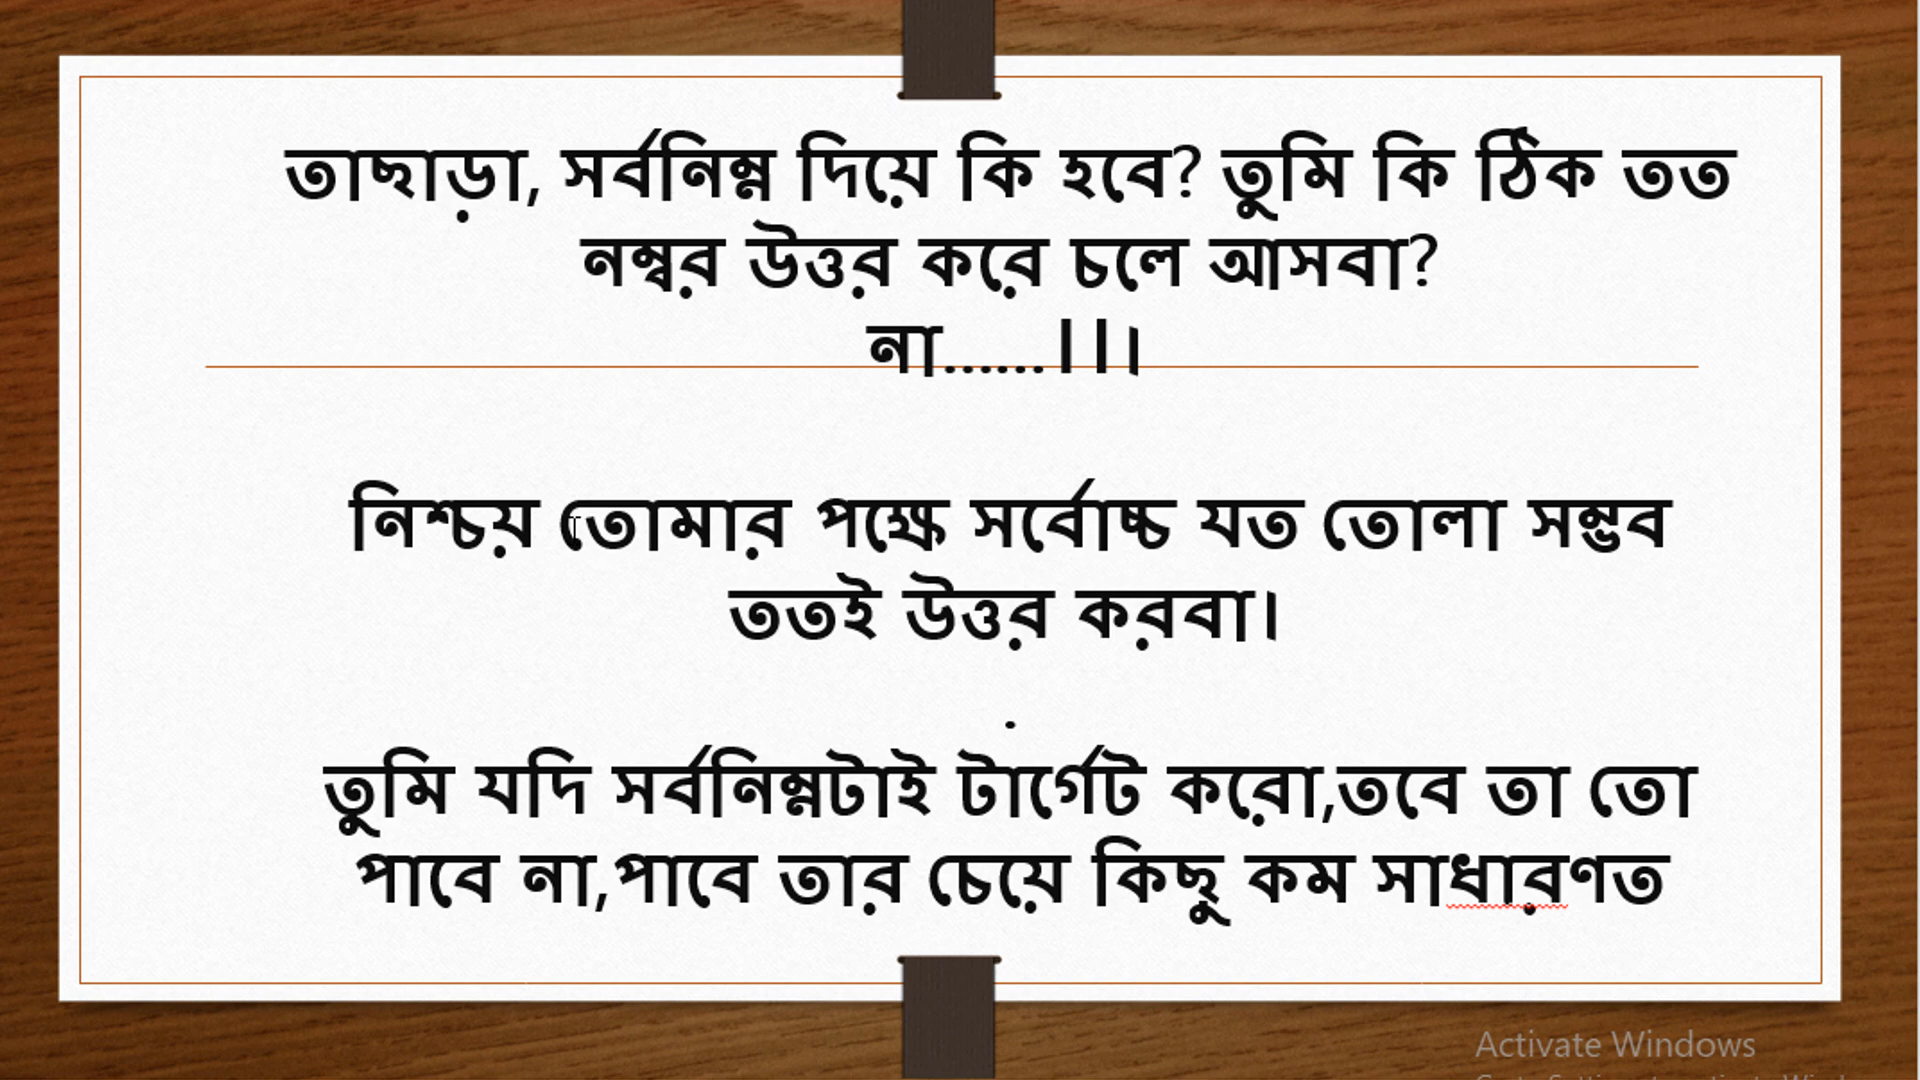 তাছাড়া, সর্বনিম্ন দিয়ে কি হবে? তুমি কি ঠিক তত
নম্বর উত্তর করে চলে আসবা?
না......।।।
নিশ্চয় তোমার পক্ষে সর্বোচ্চ যত তোলা সম্ভব
ততই উত্তর করবা।
.
তুমি যদি সর্বনিম্নটাই টার্গেট করো,তবে তা তো
পাবে না,পাবে তার চেয়ে কিছু কম সাধারণত
Activate Windows